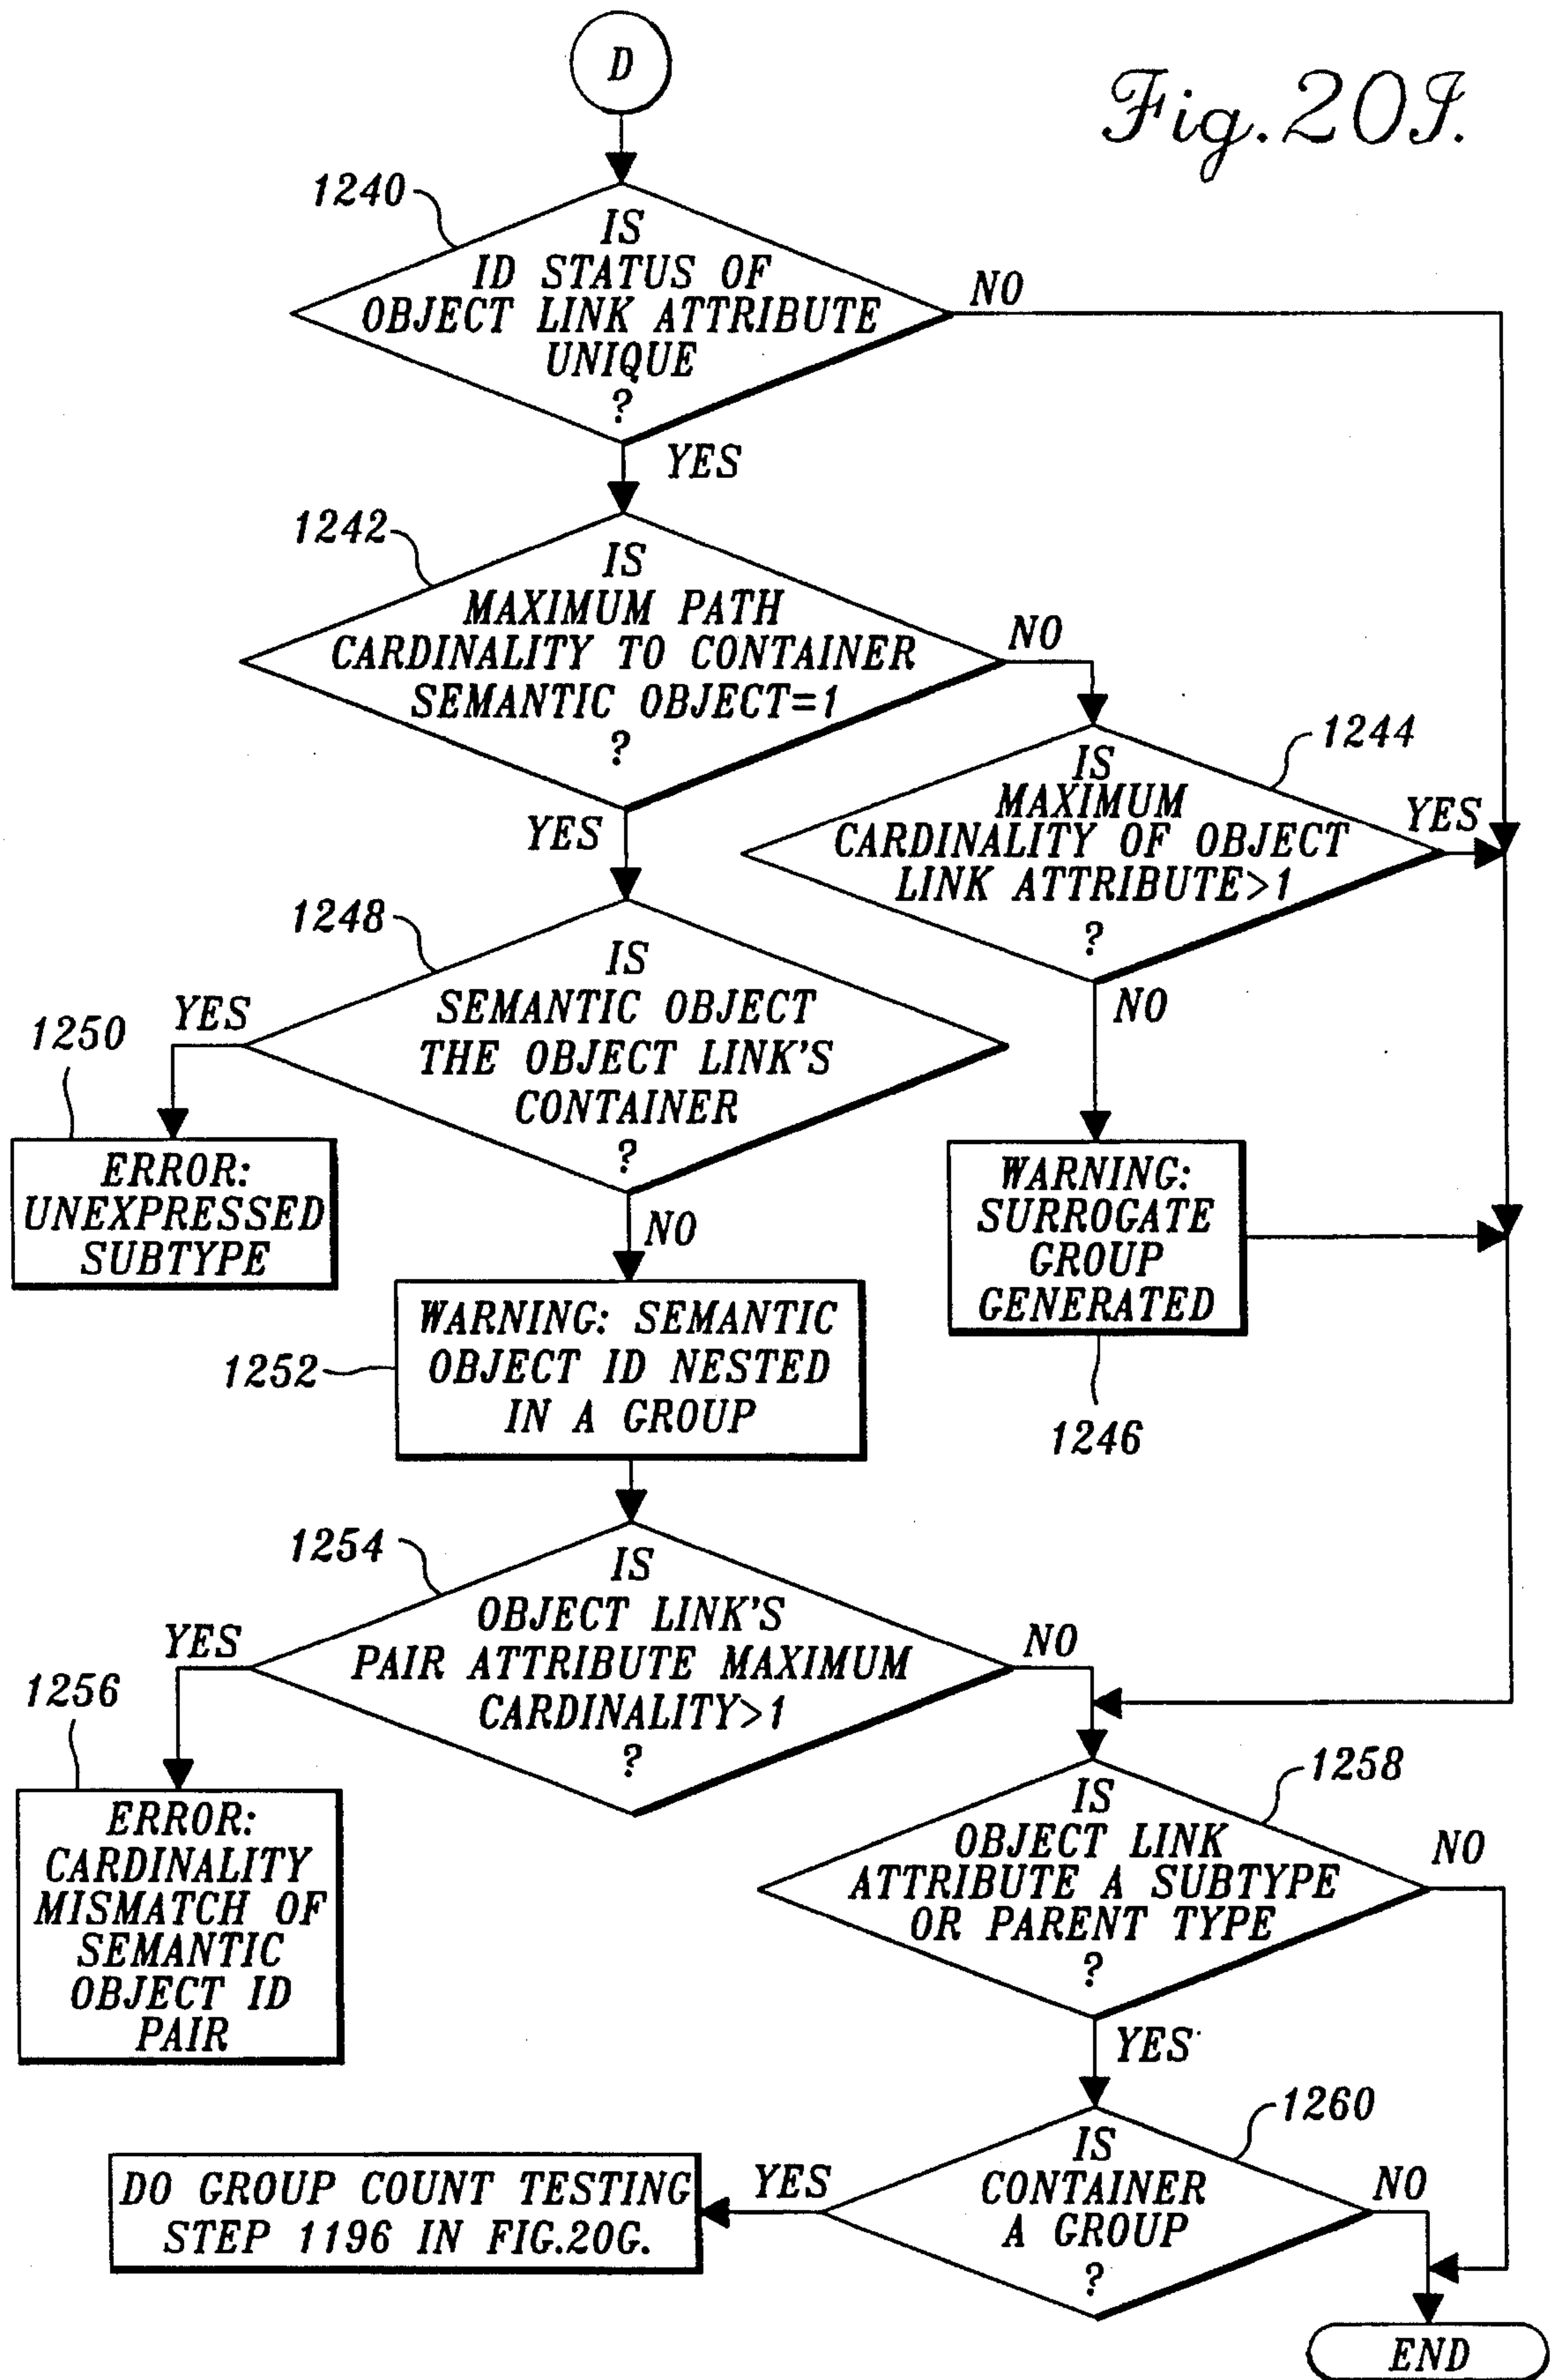 D
Fig. 20I.
1240
IS
ID STATUS OF
OBJECT LINK ATTRIBUTE
UNIQUE
?
NO
YES
1242
IS
MAXIMUM PATH
CARDINALITY TO CONTAINER
SEMANTIC OBJECT=1
?
NO
YES
1244
IS
MAXIMUM
CARDINALITY OF OBJECT
LINK ATTRIBUTE>1
?
YES
NO
1248
IS
SEMANTIC OBJECT
THE OBJECT LINK'S
CONTAINER
?
YES
NO
1250
ERROR:
UNEXPRESSED
SUBTYPE
WARNING:
SURROGATE
GROUP
GENERATED
1246
WARNING: SEMANTIC
OBJECT ID NESTED
IN A GROUP
1252
1254
IS
OBJECT LINK'S
PAIR ATTRIBUTE MAXIMUM
CARDINALITY>1
?
YES
NO
1256
ERROR:
CARDINALITY
MISMATCH OF
SEMANTIC
OBJECT ID
PAIR
1258
IS
OBJECT LINK
ATTRIBUTE A SUBTYPE
OR PARENT TYPE
?
NO
YES
1260
IS
CONTAINER
A GROUP
?
YES
NO
DO GROUP COUNT TESTING
STEP 1196 IN FIG.20G.
END